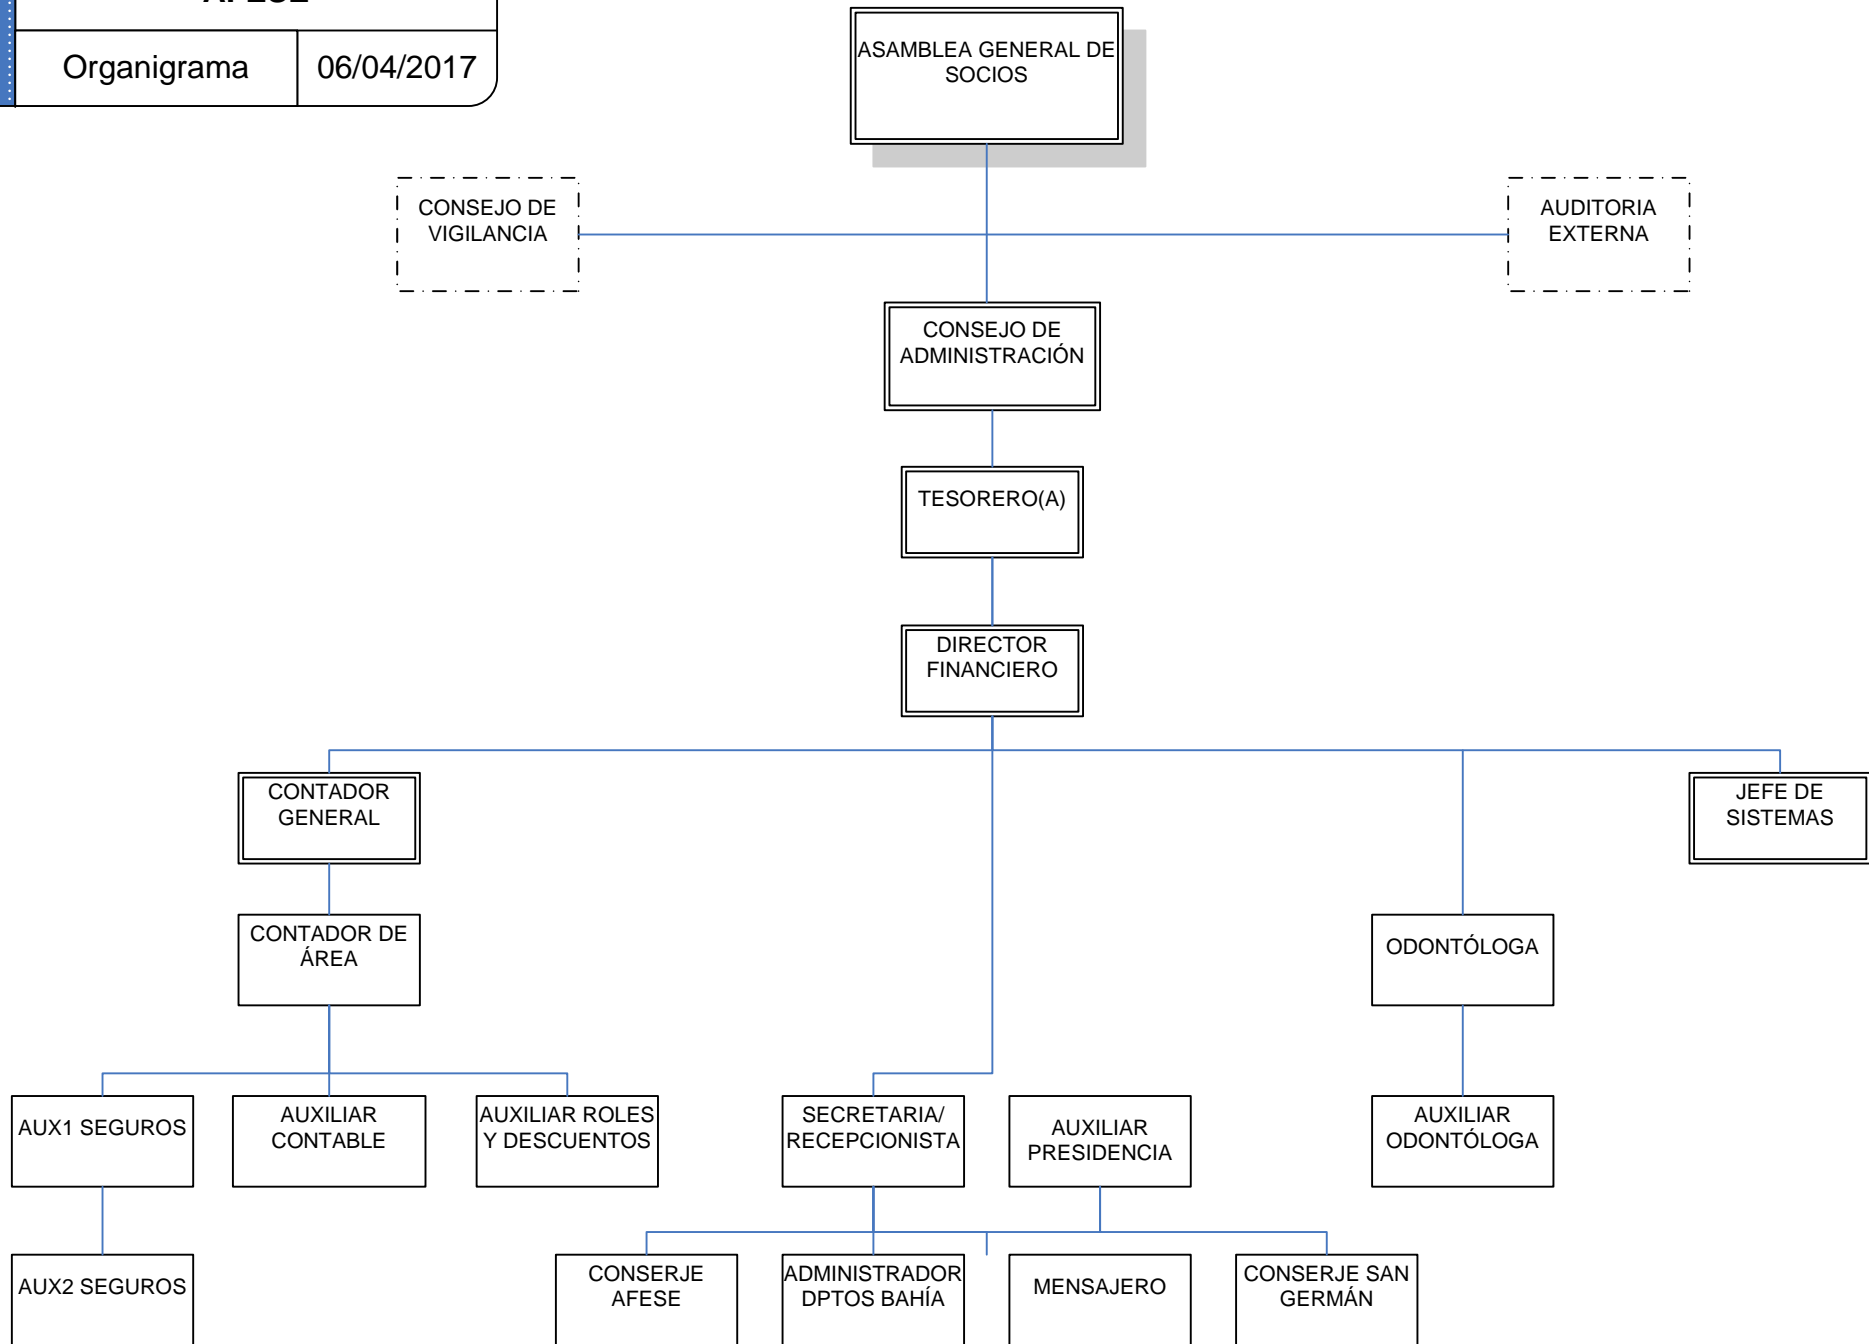 Organigrama
06/04/2017
ASAMBLEA GENERAL DE
SOCIOS
CONSEJO DE
VIGILANCIA
AUDITORIA
EXTERNA
CONSEJO DE
ADMINISTRACIÓN
TESORERO(A)
DIRECTOR
FINANCIERO
CONTADOR
GENERAL
JEFE DE
SISTEMAS
CONTADOR DE
ÁREA
ODONTÓLOGA
AUX1 SEGUROS
AUXILIAR
CONTABLE
AUXILIAR ROLES
Y DESCUENTOS
SECRETARIA/
RECEPCIONISTA
AUXILIAR
PRESIDENCIA
AUXILIAR
ODONTÓLOGA
AUX2 SEGUROS
CONSERJE
AFESE
ADMINISTRADOR
DPTOS BAHÍA
MENSAJERO
CONSERJE SAN
GERMÁN